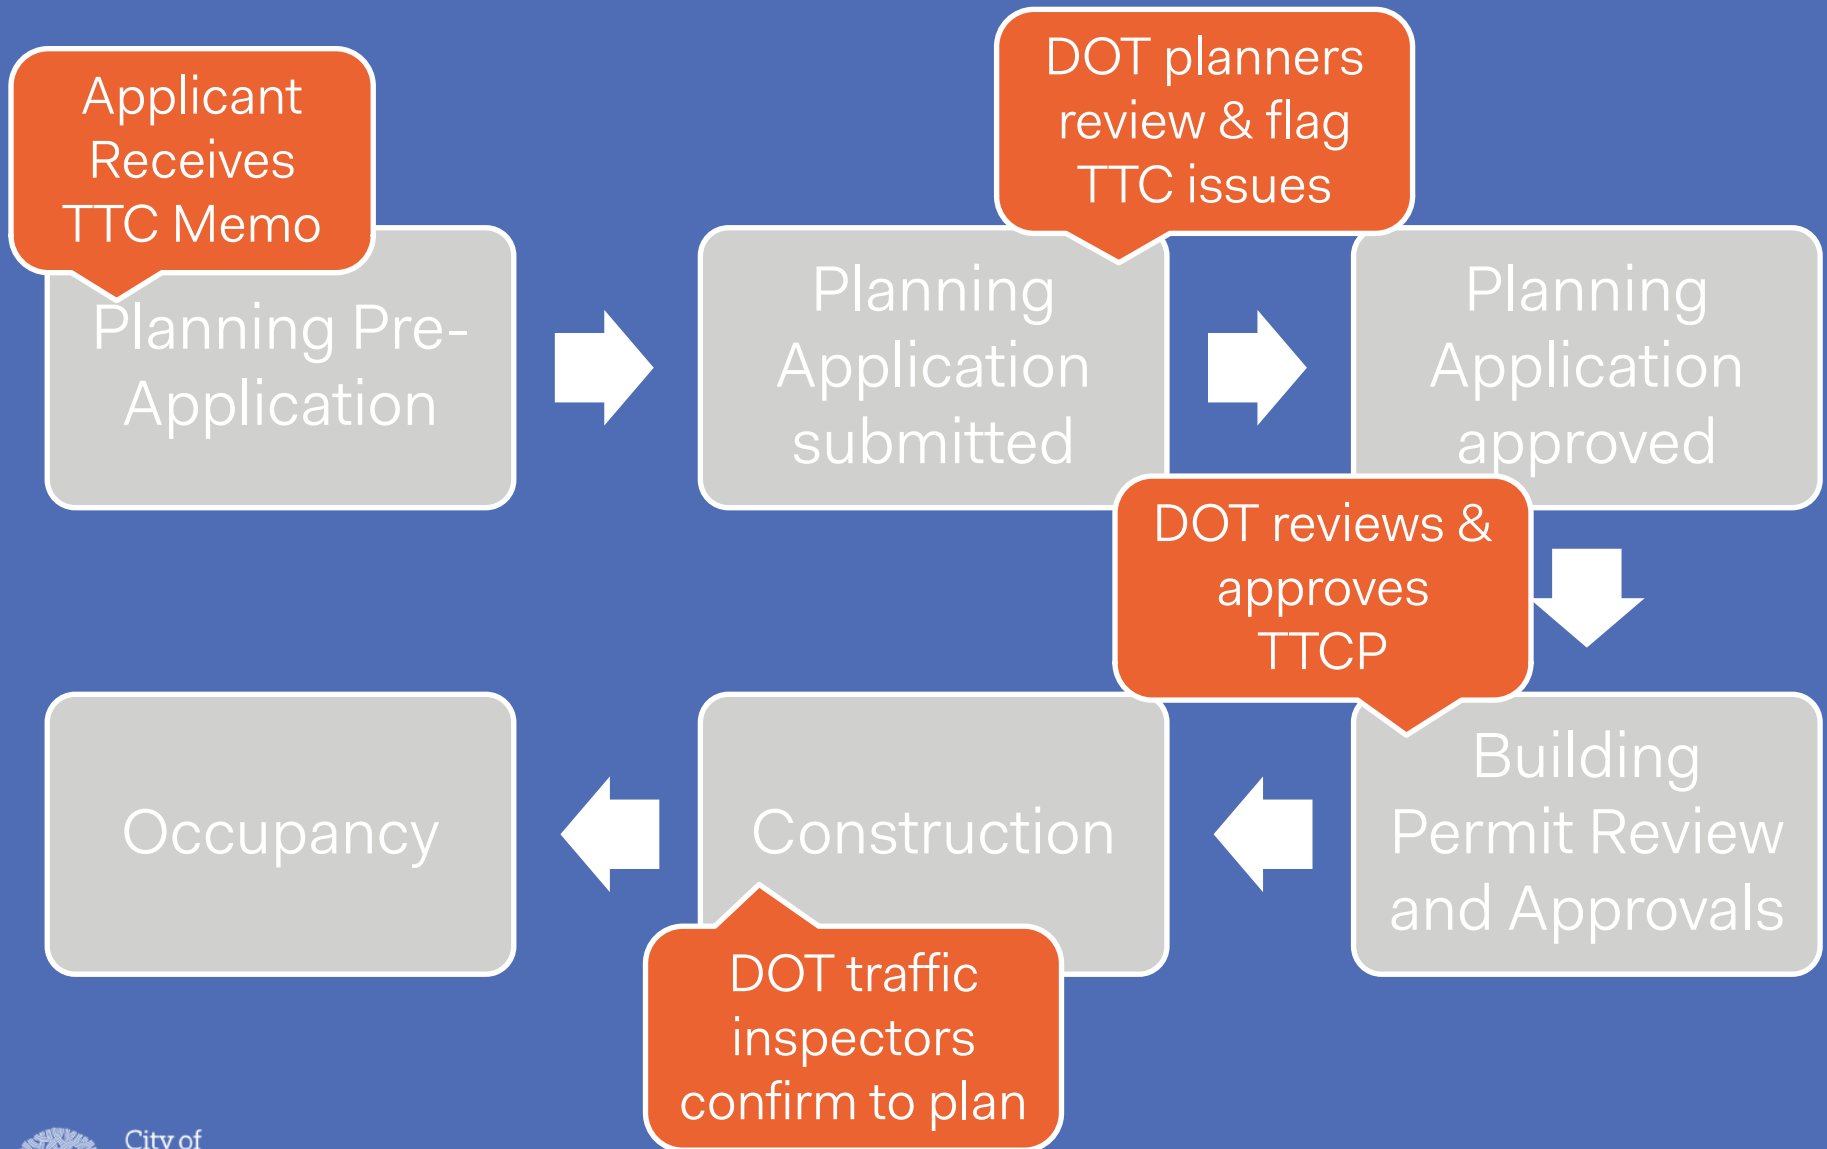 Applicant
Receives
TTC Memo
DOT planners
review & flag
TTC issues
Planning Pre-
Application
Planning
Application
submitted
Planning
Application
approved
DOT reviews &
approves
TTCP
Occupancy
Construction
Building
Permit Review
and Approvals
DOT traffic
inspectors
confirm to plan
City of